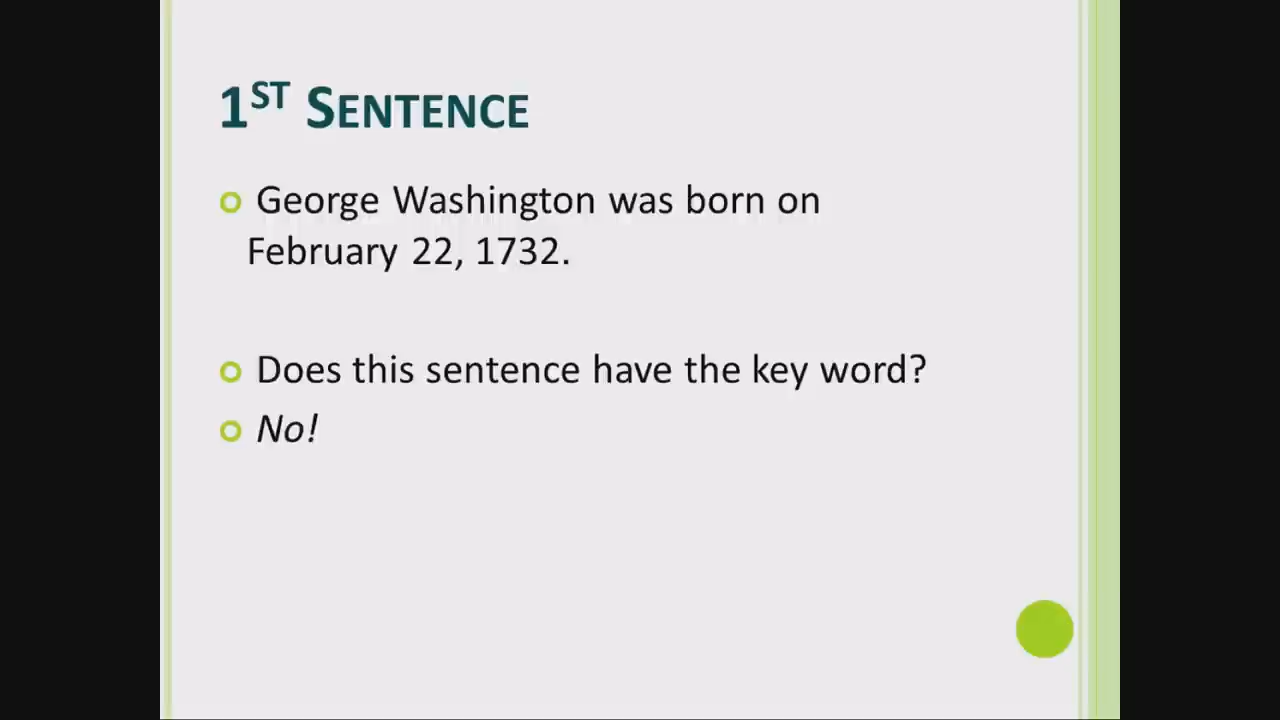 1ST SENTENCE
George Washington was born on
February 22, 1732.
Does this sentence have the key word?
No!